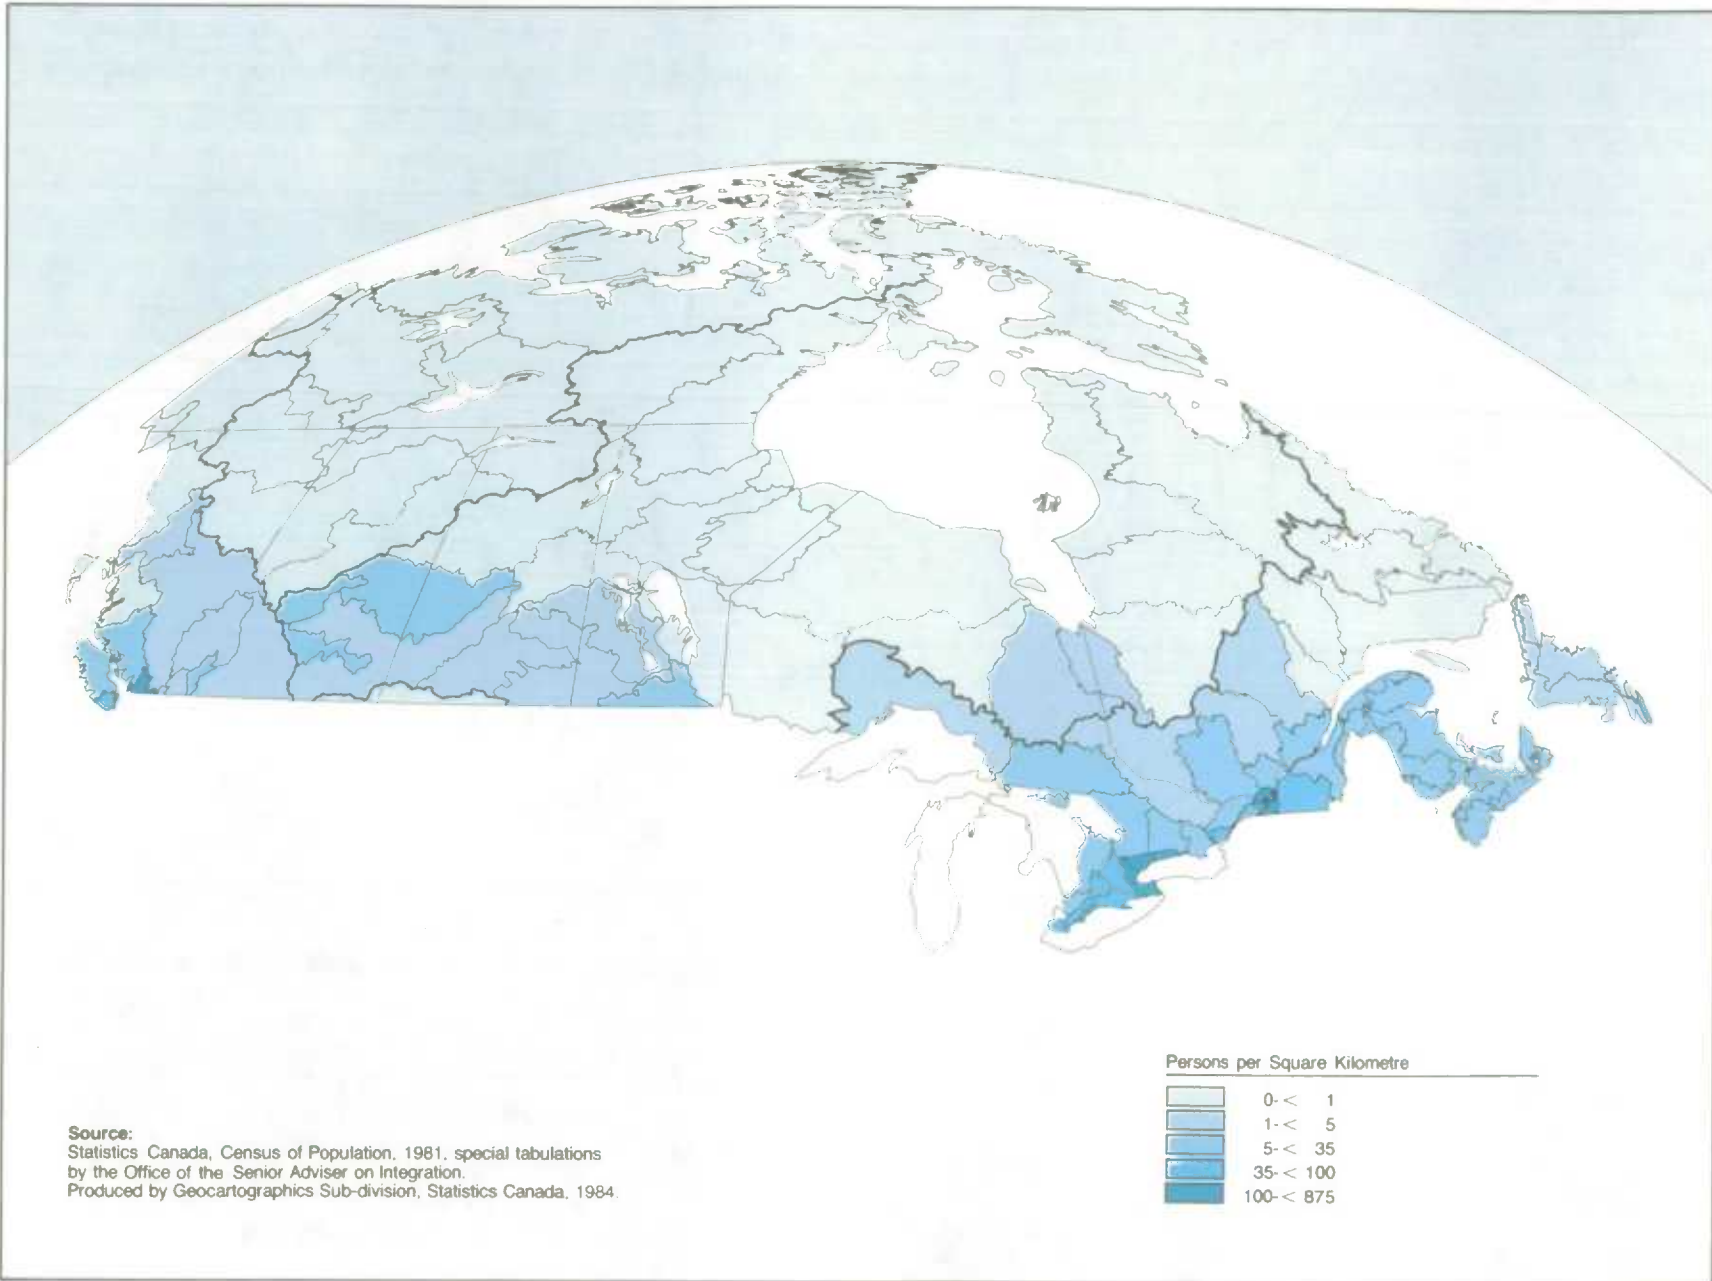 Persons per Square Kilometre
0- < 1
1- < 5
5- < 35
35- < 100
100- < 875
Source:
Statistics Canada, Census of Population, 1981, special tabulations
by the Office of the Senior Adviser on Integration.
Produced by Geocartographics Sub-division, Statistics Canada, 1984.